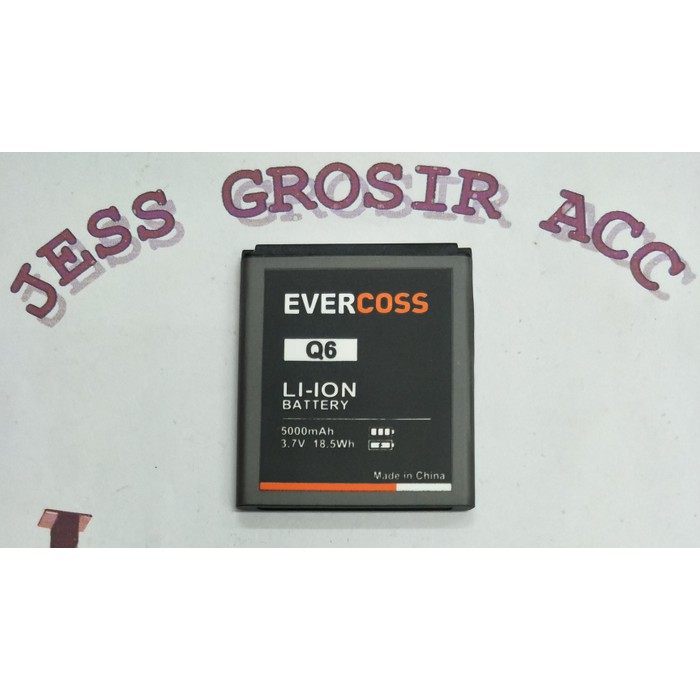 JESS GROSIR ACC
EVERCOSS
Q6
LI-ION
BATTERY
5000mAh
3.7V 18.5Wh
Made in China